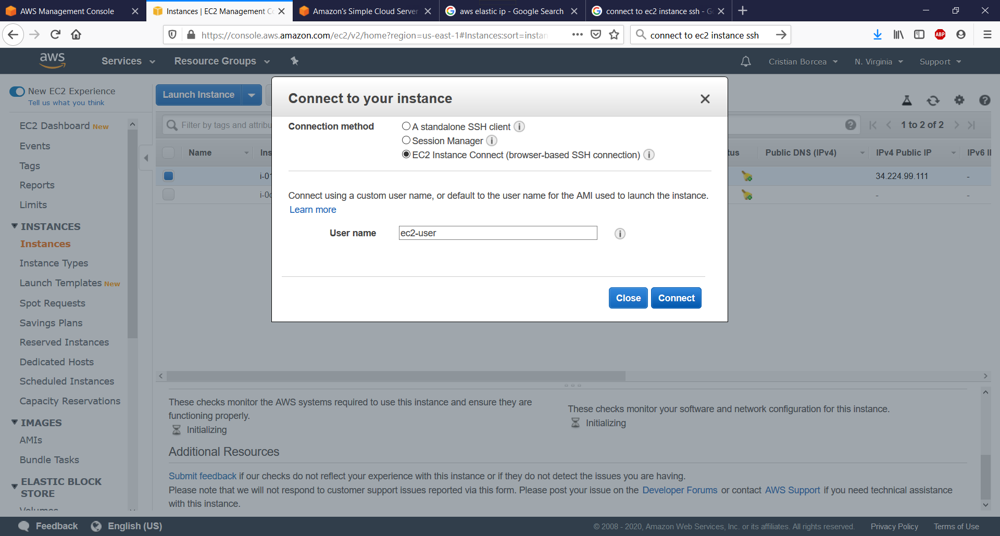 AWS Management Console
Instances | EC2 Management Co
Amazon's Simple Cloud Server
aws elastic ip - Google Search
connect to ec2 instance ssh - Go
https://console.aws.amazon.com/ec2/v2/home?region=us-east-1#Instances:sort=instan
connect to ec2 instance ssh
ABP
aws
Services
Resource Groups
Cristian Borcea
N. Virginia
Support
New EC2 Experience
Tell us what you think
EC2 Dashboard New
Events
Tags
Reports
Limits
INSTANCES
Instances
Instance Types
Launch Templates New
Spot Requests
Savings Plans
Reserved Instances
Dedicated Hosts
Scheduled Instances
Capacity Reservations
IMAGES
AMIs
Bundle Tasks
ELASTIC BLOCK
STORE
Volumes
Launch Instance
Filter by tags and attribu
1 to 2 of 2
Name
Ins
tus
Public DNS (IPv4)
IPv4 Public IP
IPv6 I
i-01
34.224.99.111
-
i-0c
-
-
Connect to your instance
Connection method
A standalone SSH client
Session Manager
EC2 Instance Connect (browser-based SSH connection)
Connect using a custom user name, or default to the user name for the AMI used to launch the instance.
Learn more
User name
ec2-user
Close
Connect
These checks monitor the AWS systems required to use this instance and ensure they are
functioning properly.
Initializing
These checks monitor your software and network configuration for this instance.
Initializing
Additional Resources
Submit feedback if our checks do not reflect your experience with this instance or if they do not detect the issues you are having.
Please note that we will not respond to customer support issues reported via this form. Please post your issue on the Developer Forums or contact AWS Support if you need technical assistance
with this instance.
Feedback
English (US)
© 2008 - 2020, Amazon Web Services, Inc. or its affiliates. All rights reserved.
Privacy Policy
Terms of Use